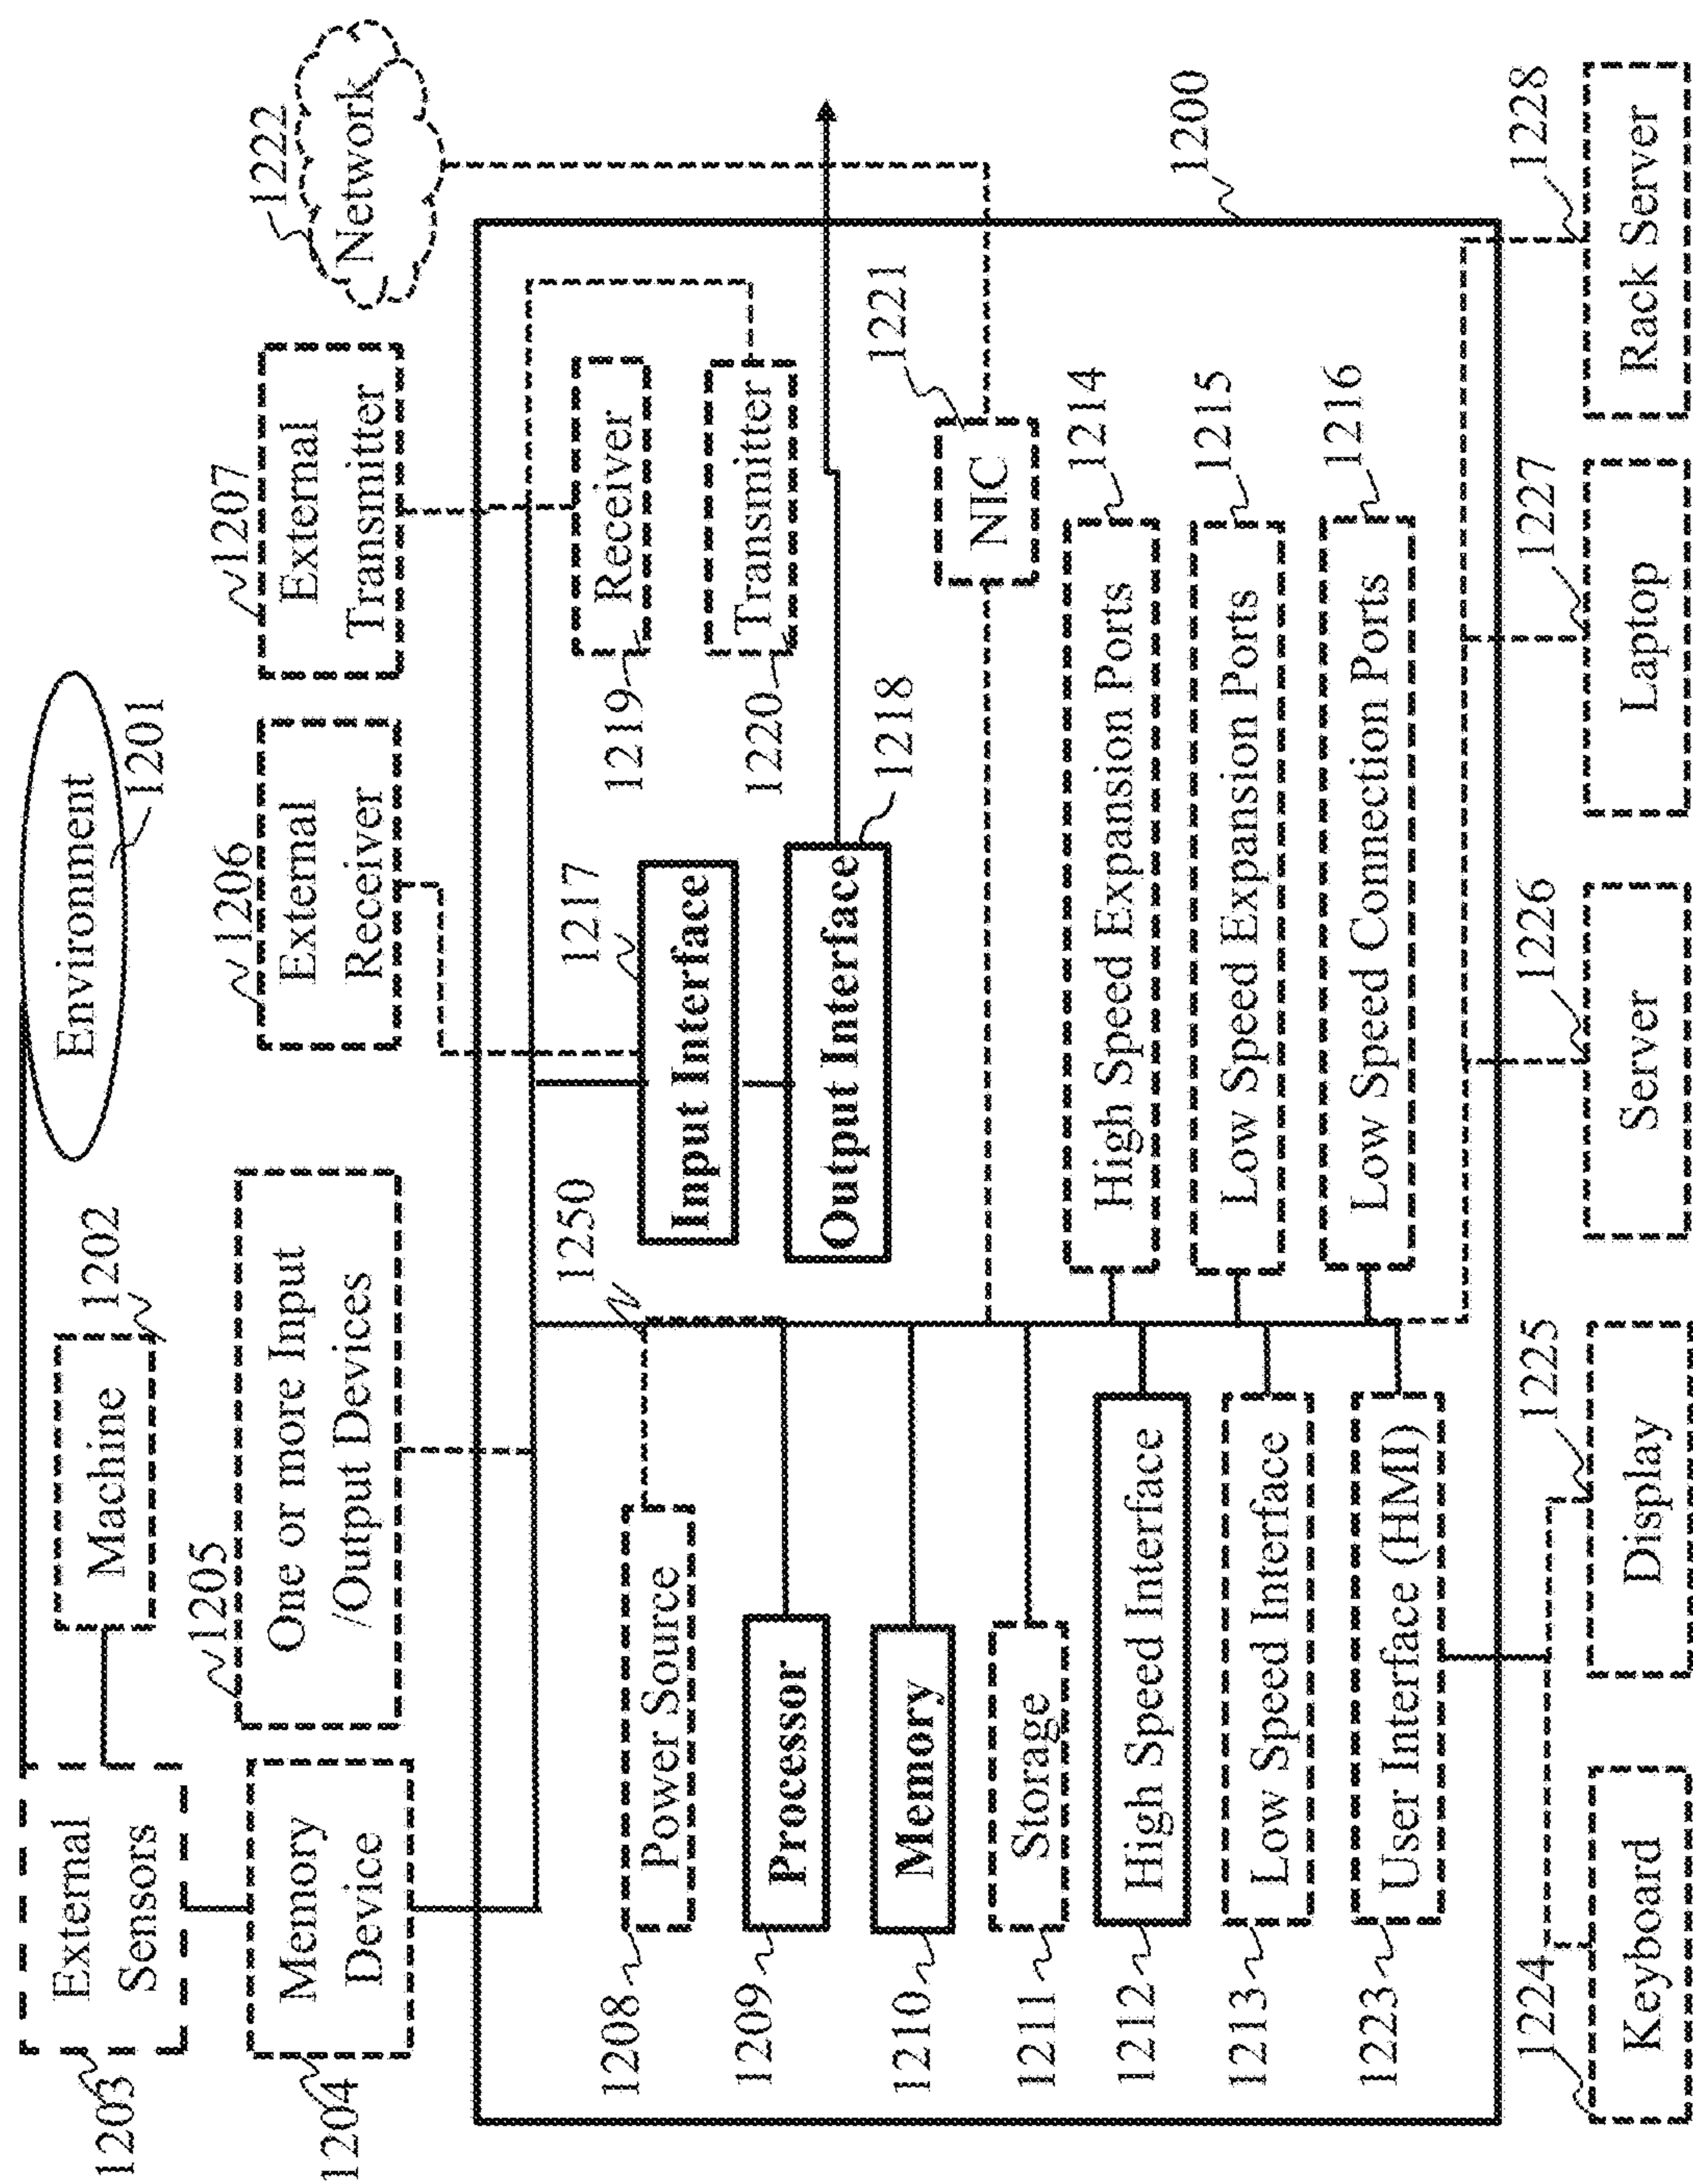 Environment
1201
Machine
1202
External
Sensors
1203
Memory
Device
1204
1205
One or more Input
/Output Devices
1206
External
Receiver
1207
External
Transmitter
1222
Network
1208
Power Source
1250
1217
Input Interface
1219
Receiver
1209
Processor
Output Interface
1218
1220
Transmitter
1210
Memory
1221
NIC
1211
Storage
1212
High Speed Interface
High Speed Expansion Ports
1214
1213
Low Speed Interface
Low Speed Expansion Ports
1215
1223
User Interface (HMI)
Low Speed Connection Ports
1216
1200
1224
Keyboard
1225
Display
1226
Server
1227
Laptop
1228
Rack Server